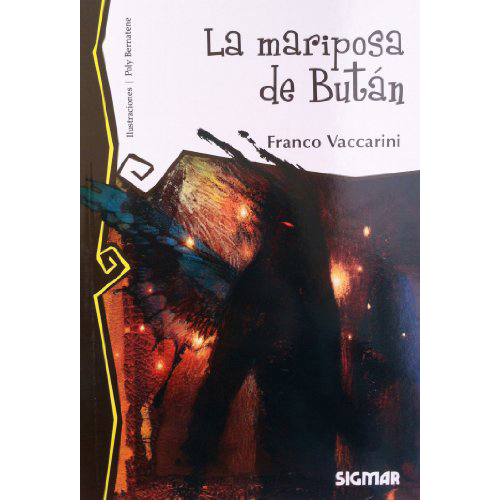 La mariposa
de Bután
Franco Vaccarini
Ilustraciones | Poly Bernatene
SIGMAR